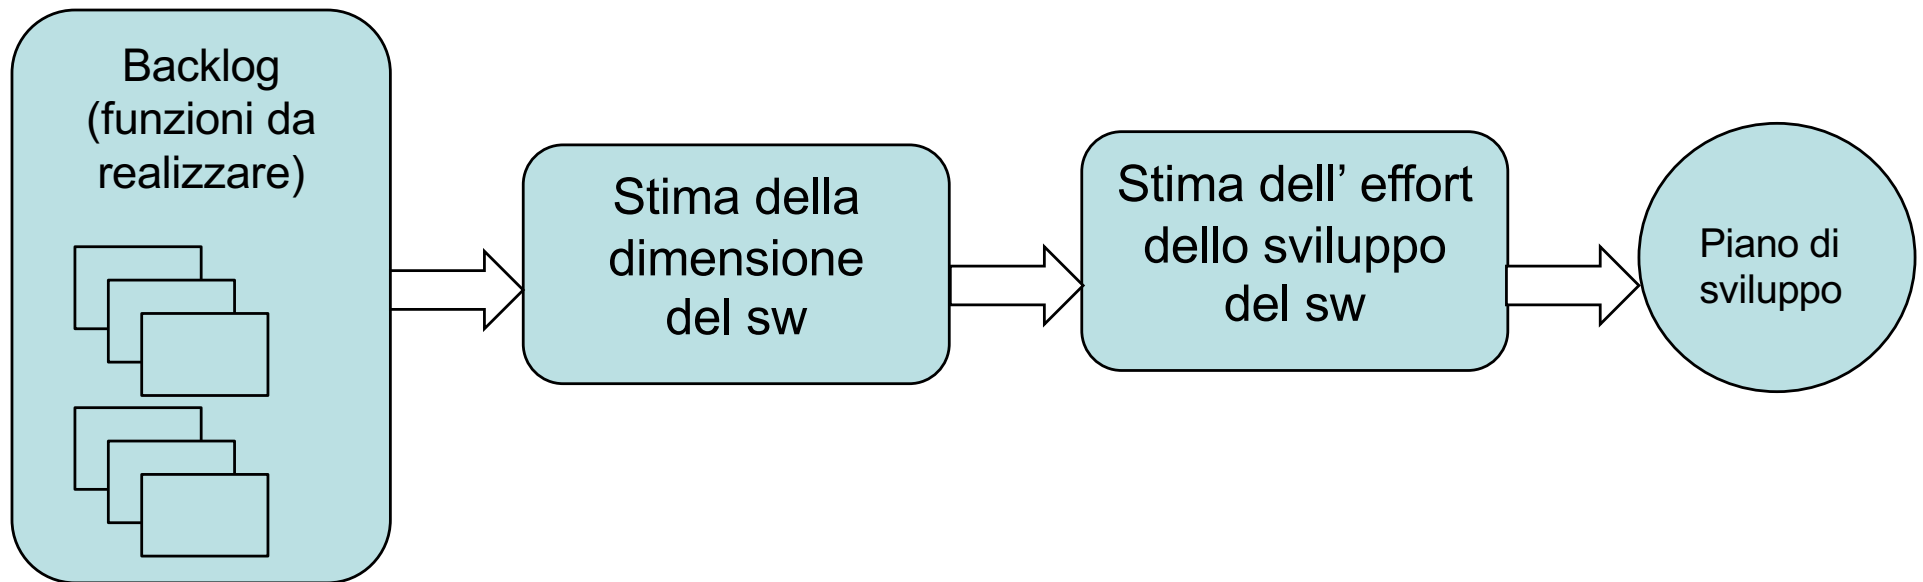 Backlog
(funzioni da
realizzare)
Stima della
dimensione
del sw
Stima dell’ effort
dello sviluppo
del sw
Piano di
sviluppo